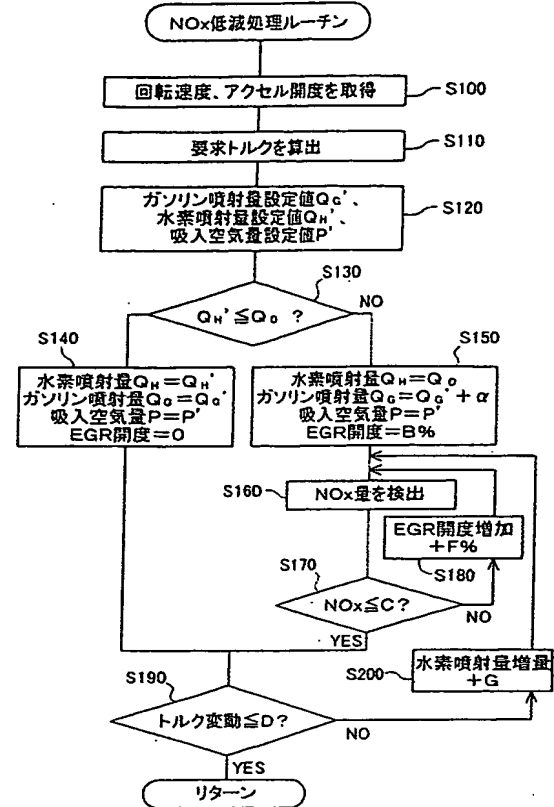 NOx低減処理ルーチン
回転速度、アクセル開度を取得
S100
要求トルクを算出
S110
ガソリン噴射量設定値QG'、
水素噴射量設定値QH'、
吸入空気量設定値P'
S120
S130
QH'≦QO ?
NO
S140
水素噴射量QH=QH'
ガソリン噴射量QG=QG'
吸入空気量P=P'
EGR開度=0
S150
水素噴射量QH=QO
ガソリン噴射量QG=QG'+α
吸入空気量P=P'
EGR開度=B%
S160
NOx量を検出
EGR開度増加
+F%
S180
S170
NOx≦C?
NO
YES
S200
水素噴射量増量
+G
S190
トルク変動≦D?
NO
YES
リターン